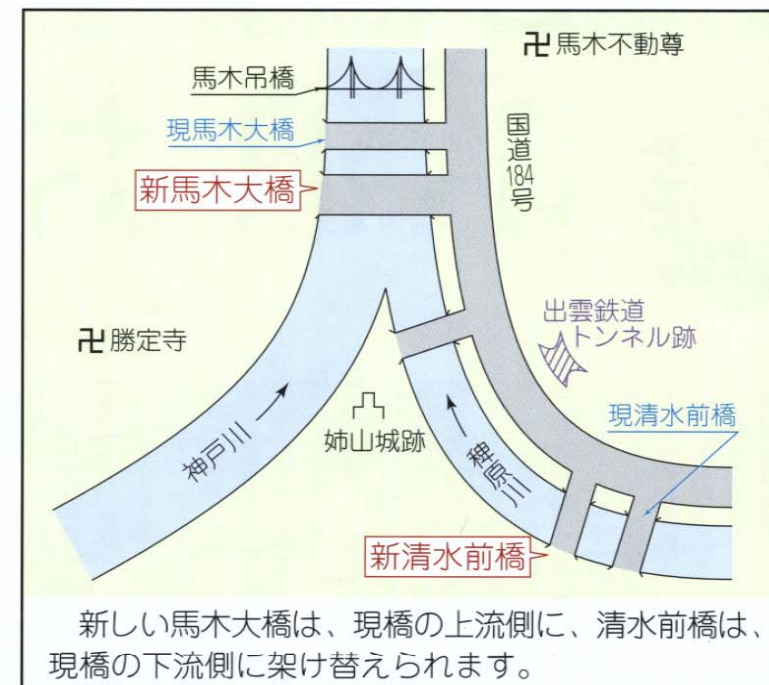 卍馬木不動尊
馬木吊橋
現馬木大橋
国道184号
新馬木大橋
出雲鉄道
トンネル跡
卍勝定寺
現清水前橋
神戸川
姉山城跡
稗原川
新清水前橋
新しい馬木大橋は、現橋の上流側に、清水前橋は、
現橋の下流側に架け替えられます。